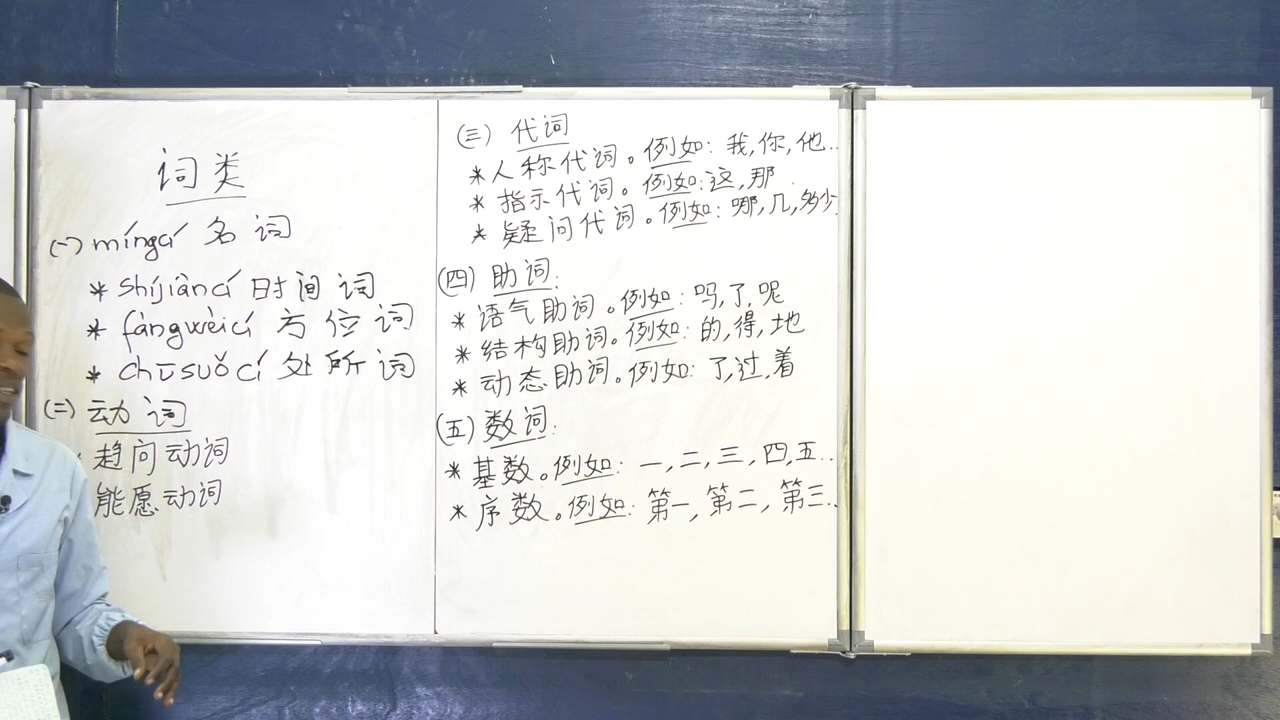 词类
(一) míngcí 名词
* shíjiāncí 时间词
* fāngwèicí 方位词
* chùsuǒcí 处所词
(二) 动词
* 趋向动词
能愿动词
(三) 代词
* 人称代词。例如: 我,你,他..
* 指示代词。例如:这,那
* 疑问代词。例如: 哪,几,多少
(四) 助词:
* 语气助词。例如: 吗,了,呢
* 结构助词。例如: 的,得,地
* 动态助词。例如: 了,过,着
(五) 数词:
* 基数。例如: 一,二,三,四,五..
* 序数。例如: 第一,第二,第三..